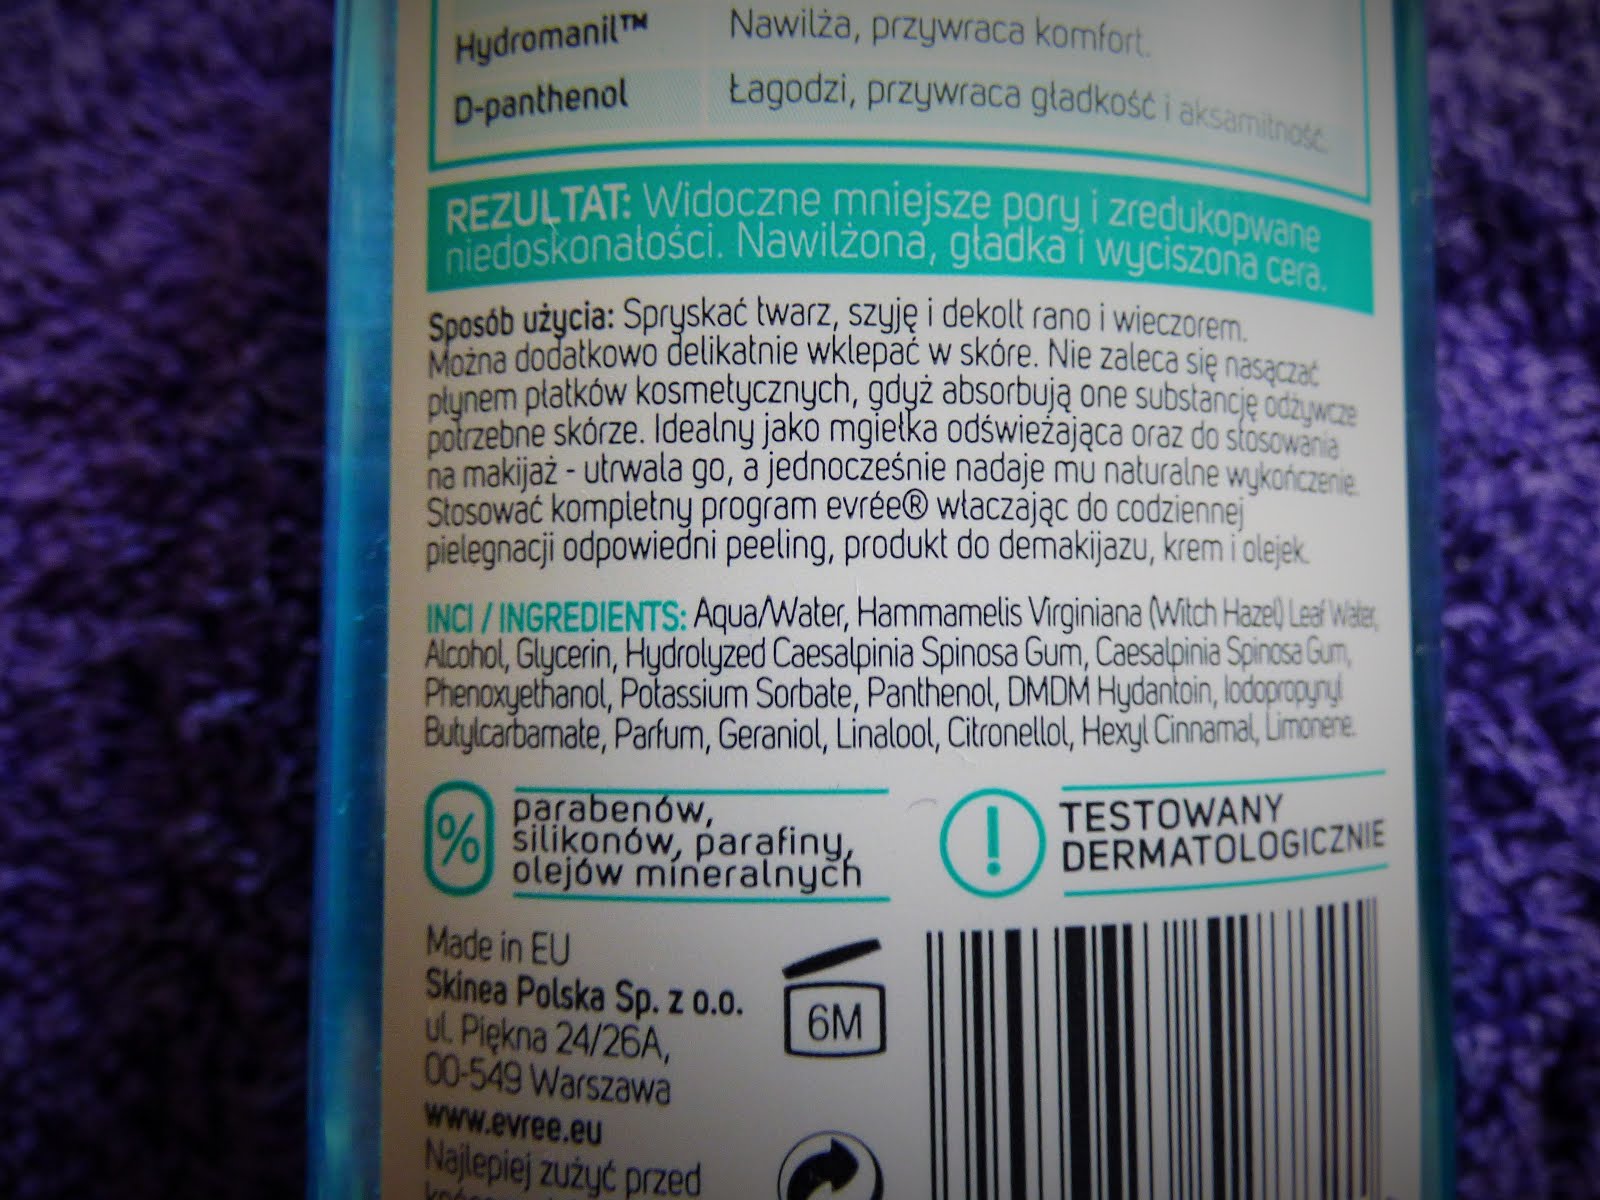 Hydromanil™ Nawilża, przywraca komfort.
D-panthenol Łagodzi, przywraca gładkość i aksamitność.
REZULTAT: Widoczne mniejsze pory i zredukopwane
niedoskonałości. Nawilżona, gładka i wyciszona cera.
Sposób użycia: Spryskać twarz, szyję i dekolt rano i wieczorem.
Można dodatkowo delikatnie wklepać w skóre. Nie zaleca się nasączać
płynem płatków kosmetycznych, gdyż absorbują one substancję odżywcze
potrzebne skórze. Idealny jako mgiełka odświeżająca oraz do stosowania
na makijaż - utrwala go, a jednocześnie nadaje mu naturalne wykończenie.
Stosować kompletny program evrée® włączając do codziennej
pielęgnacji odpowiedni peeling, produkt do demakijazu, krem i olejek.
INCI / INGREDIENTS: Aqua/Water, Hammamelis Virginiana (Witch Hazel) Leaf Water,
Alcohol, Glycerin, Hydrolyzed Caesalpinia Spinosa Gum, Caesalpinia Spinosa Gum,
Phenoxyethanol, Potassium Sorbate, Panthenol, DMDM Hydantoin, Iodopropynyl
Butylcarbamate, Parfum, Geraniol, Linalool, Citronellol, Hexyl Cinnamal, Limonene.
%
parabenów,
silikonów, parafiny,
olejów mineralnych
!
TESTOWANY
DERMATOLOGICZNIE
Made in EU
Skinea Polska Sp. z o.o.
ul. Piękna 24/26A,
00-549 Warszawa
www.evree.eu
Najlepiej zużyć przed
6M